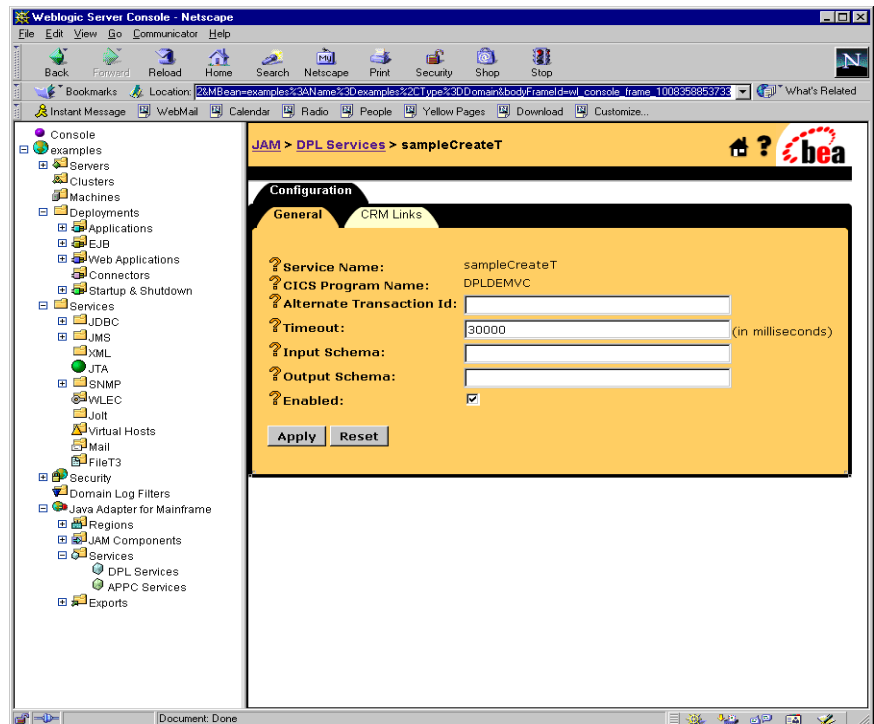 Weblogic Server Console - Netscape
File Edit View Go Communicator Help
Back Forward Reload Home Search Netscape Print Security Shop Stop
My
N
Bookmarks Location: 2&MBean=examples%3AName%3Dexamples%2CType%3DDomain&bodyFrameId=wl_console_frame_1008358853733 What's Related
Instant Message WebMail Calendar Radio People Yellow Pages Download Customize...
Console
examples
Servers
Clusters
Machines
Deployments
Applications
EJB
Web Applications
Connectors
Startup & Shutdown
Services
JDBC
JMS
XML
JTA
SNMP
WLEC
Jolt
Virtual Hosts
Mail
FileT3
Security
Domain Log Filters
Java Adapter for Mainframe
Regions
JAM Components
Services
DPL Services
APPC Services
Exports
JAM > DPL Services > sampleCreateT
? bea
Configuration
General CRM Links
? Service Name: sampleCreateT
? CICS Program Name: DPLDEMVC
? Alternate Transaction Id:
? Timeout: 30000 (in milliseconds)
? Input Schema:
? Output Schema:
? Enabled:
Apply Reset
Document: Done